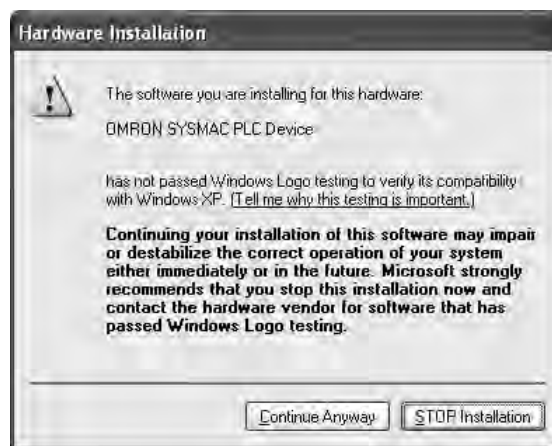 Hardware Installation
The software you are installing for this hardware:
OMRON SYSMAC PLC Device
has not passed Windows Logo testing to verify its compatibility
with Windows XP. (Tell me why this testing is important.)
Continuing your installation of this software may impair
or destabilize the correct operation of your system
either immediately or in the future. Microsoft strongly
recommends that you stop this installation now and
contact the hardware vendor for software that has
passed Windows Logo testing.
Continue Anyway
STOP Installation